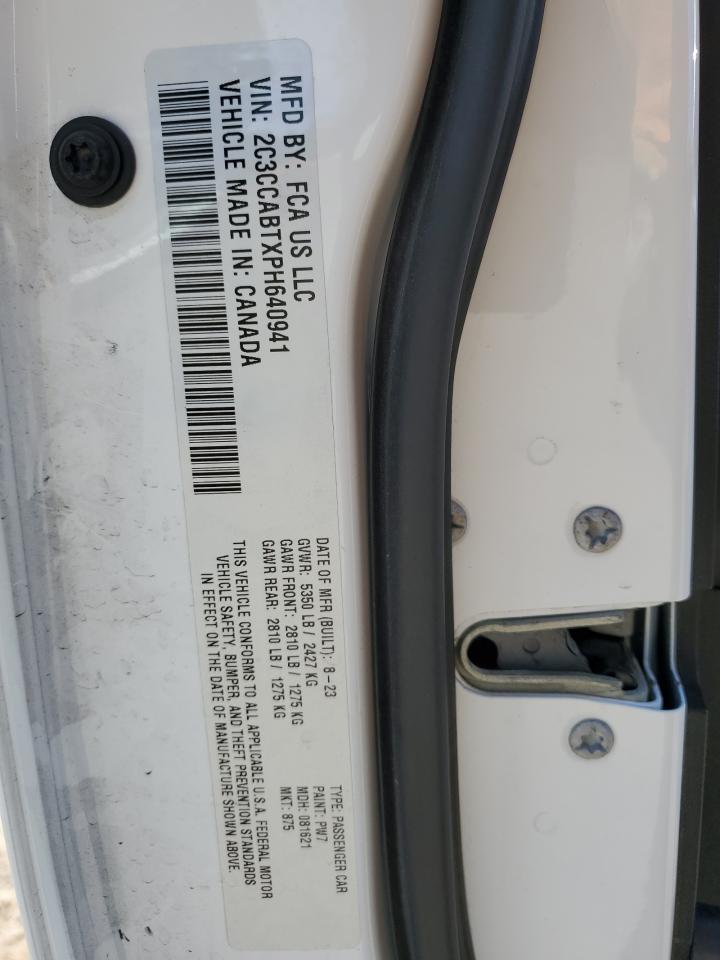 MFD BY: FCA US LLC
VIN: 2C3CCABTXPH640941
VEHICLE MADE IN: CANADA
DATE OF MFR (BUILT): 8-23
GVWR: 5350 LB / 2427 KG
GAWR FRONT: 2810 LB / 1275 KG
GAWR REAR: 2810 LB / 1275 KG
THIS VEHICLE CONFORMS TO ALL APPLICABLE U.S.A. FEDERAL MOTOR
VEHICLE SAFETY, BUMPER, AND THEFT PREVENTION STANDARDS
IN EFFECT ON THE DATE OF MANUFACTURE SHOWN ABOVE.
TYPE: PASSENGER CAR
PAINT: PW7
MDH: 081621
MKT: 875